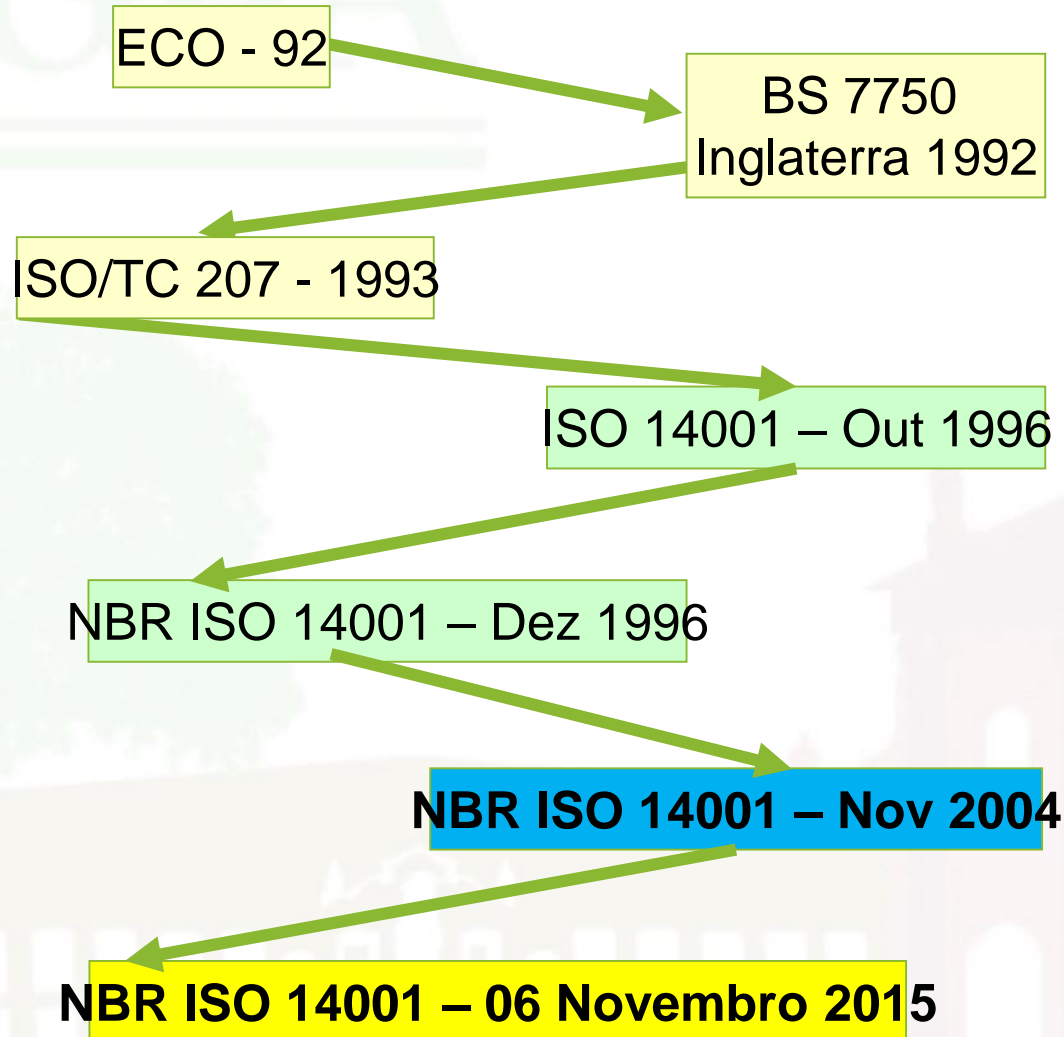 ECO - 92
BS 7750
Inglaterra 1992
ISO/TC 207 - 1993
ISO 14001 – Out 1996
NBR ISO 14001 – Dez 1996
NBR ISO 14001 – Nov 2004
NBR ISO 14001 – 06 Novembro 2015